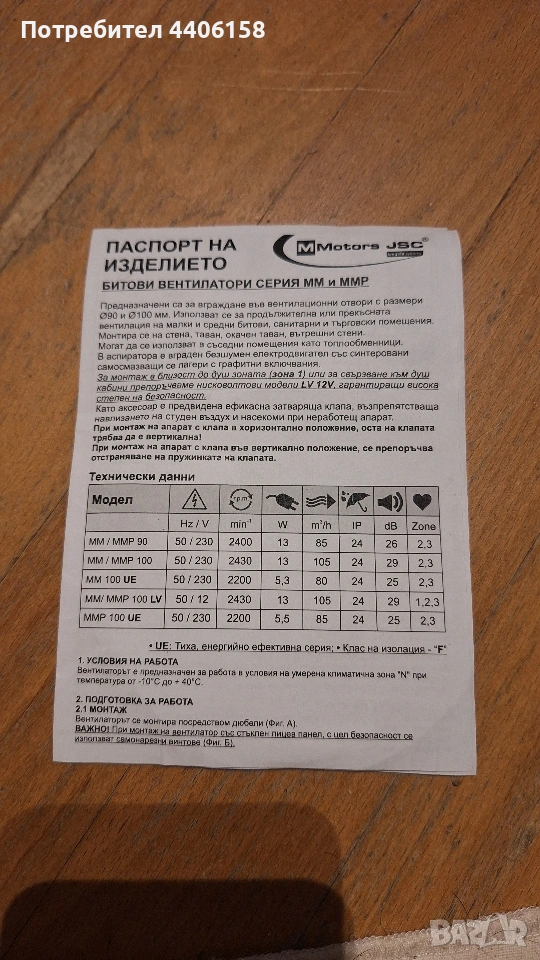 Потребител 4406158
ПАСПОРТ НА
ИЗДЕЛИЕТО
MMotors JSC®
БИТОВИ ВЕНТИЛАТОРИ СЕРИЯ ММ и ММР
Предназначени са за вграждане във вентилационни отвори с размери
Ø90 и Ø100 мм. Използват се за продължителна или прекъсната
вентилация на малки и средни битови, санитарни и търговски помещения.
Монтира се на стена, таван, окачен таван, вътрешни стени.
Могат да се използват в съседни помещения като топлообменници.
В аспиратора е вграден безшумен електродвигател със синтеровани
самосмазващи се лагери с графитни включвания.
За монтаж в близост до душ зоната (зона 1) или за свързване към душ
кабини препоръчваме нисковолтови модели LV 12V, гарантиращи висока
степен на безопасност.
Като аксесоар е предвидена ефикасна затваряща клапа, възпрепятстваща
навлизането на студен въздух и насекоми при неработещ апарат.
При монтаж на апарат с клапа в хоризонтално положение, оста на клапата
трябва да е вертикална!
При монтаж на апарат с клапа във вертикално положение, се препоръчва
отстраняване на пружинката на клапата.
Технически данни
Модел r.p.m
Hz / V min⁻¹ W m³/h IP dB Zone
ММ / ММР 90 50 / 230 2400 13 85 24 26 2,3
ММ / ММР 100 50 / 230 2430 13 105 24 29 2,3
ММ 100 UE 50 / 230 2200 5,3 80 24 25 2,3
ММ/ ММР 100 LV 50 / 12 2430 13 105 24 29 1,2,3
ММР 100 UE 50 / 230 2200 5,5 85 24 25 2,3
• UE: Тиха, енергийно ефективна серия; • Клас на изолация - "F"
1. УСЛОВИЯ НА РАБОТА
Вентилаторът е предназначен за работа в условия на умерена климатична зона "N" при
температура от -10°C до + 40°C.
2. ПОДГОТОВКА ЗА РАБОТА
2.1 МОНТАЖ
Вентилаторът се монтира посредством дюбели (Фиг. А).
ВАЖНО! При монтаж на вентилатор със стъклен лицев панел, с цел безопасност се
използват самонарезни винтове (Фиг. Б).
BAZAR